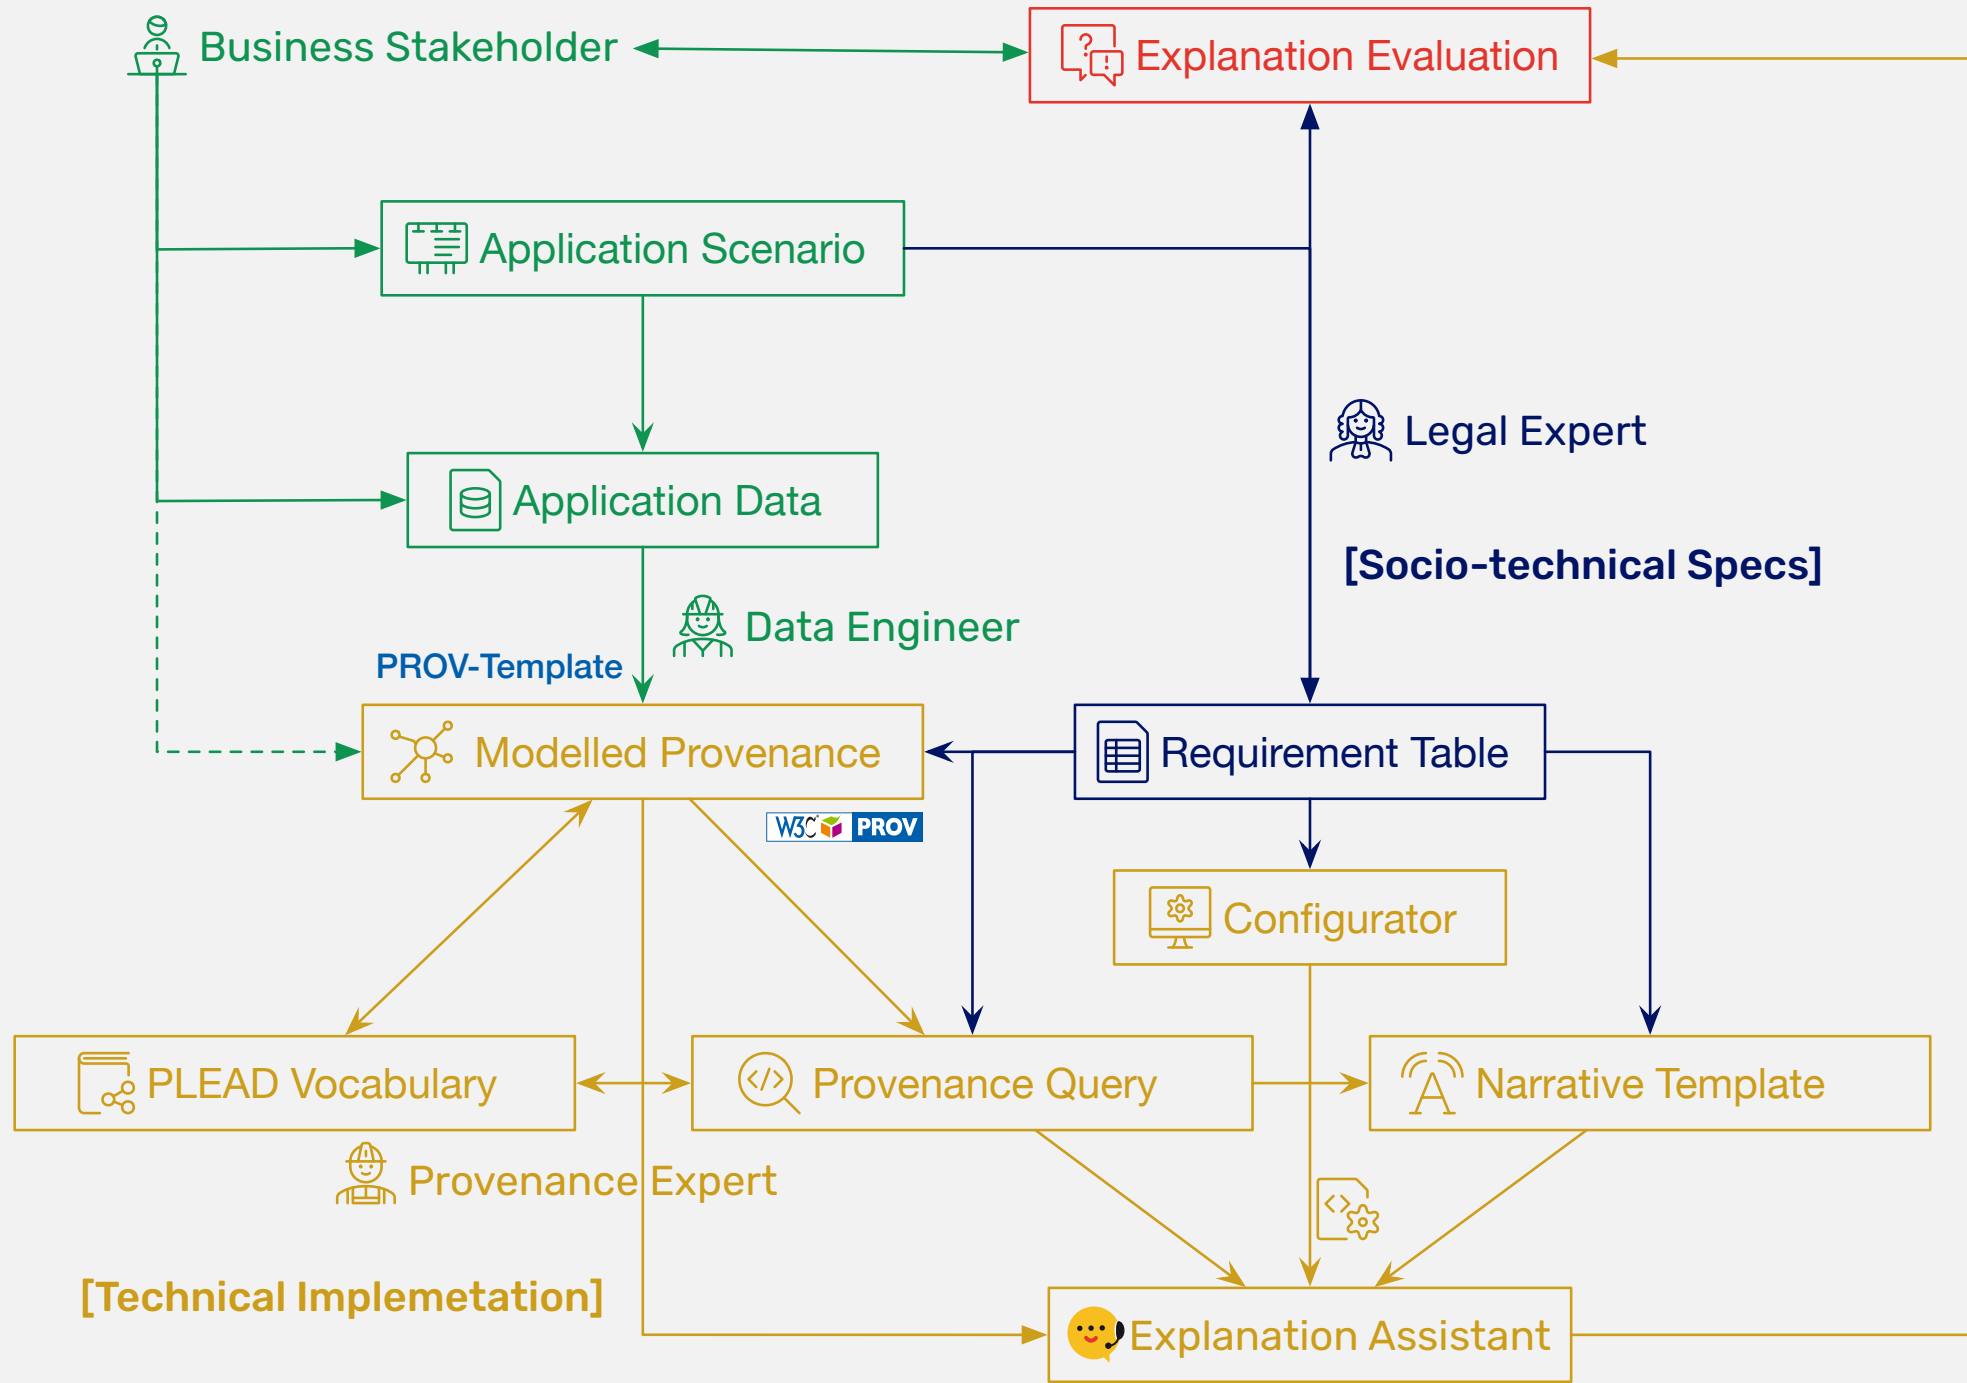 Business Stakeholder
Explanation Evaluation
Application Scenario
Legal Expert
Application Data
[Socio-technical Specs]
Data Engineer
PROV-Template
Modelled Provenance
Requirement Table
W3C PROV
Configurator
PLEAD Vocabulary
Provenance Query
Narrative Template
Provenance Expert
[Technical Implemetation]
Explanation Assistant